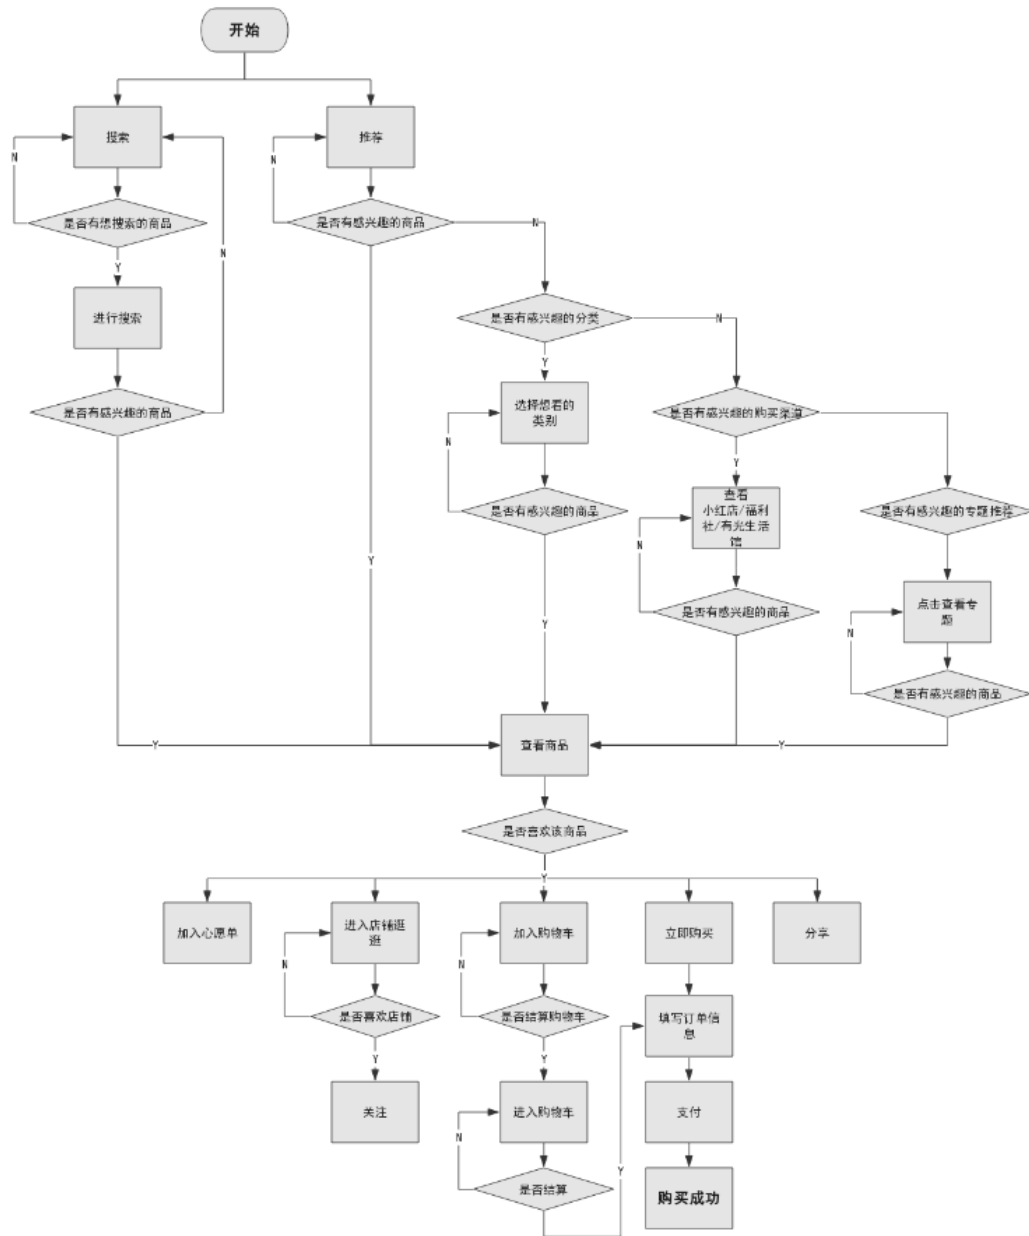 开始
搜索
推荐
N
N
是否有想搜索的商品
是否有感兴趣的商品
N
N
Y
进行搜索
是否有感兴趣的分类
N
Y
是否有感兴趣的商品
选择想看的
类别
是否有感兴趣的购买渠道
N
Y
是否有感兴趣的商品
查看
小红店/福利
社/有光生活
馆
是否有感兴趣的专题推荐
N
Y
点击查看专
题
是否有感兴趣的商品
Y
N
是否有感兴趣的商品
Y
查看商品
Y
是否喜欢该商品
Y
加入心愿单
进入店铺逛
逛
加入购物车
立即购买
分享
N
N
是否喜欢店铺
是否结算购物车
填写订单信
息
Y
Y
关注
进入购物车
支付
N
Y
是否结算
购买成功